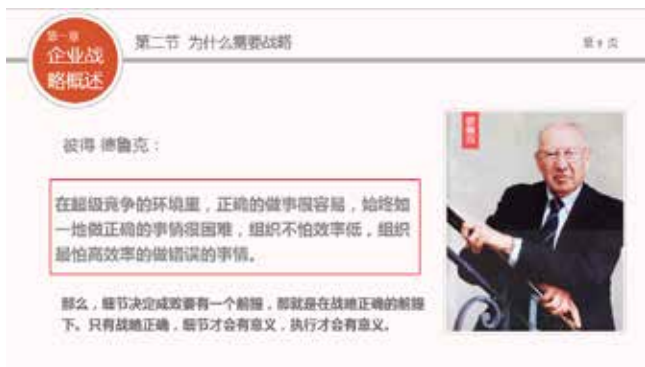 第一章
企业战
略概述
第二节 为什么需要战略
第 9 页
彼得 德鲁克：
德鲁克
在超级竞争的环境里，正确的做事很容易，始终如
一地做正确的事情很困难，组织不怕效率低，组织
最怕高效率的做错误的事情。
那么，细节决定成败要有一个前提，那就是在战略正确的前提
下。只有战略正确，细节才会有意义，执行才会有意义。